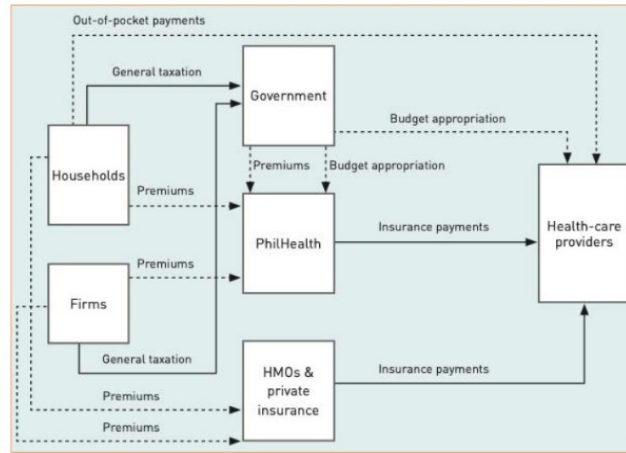 Out-of-pocket payments
General taxation
Government
Budget appropriation
Households
Premiums
Budget appropriation
Premiums
PhilHealth
Insurance payments
Health-care
providers
Premiums
Firms
General taxation
HMOs &
private
insurance
Insurance payments
Premiums
Premiums